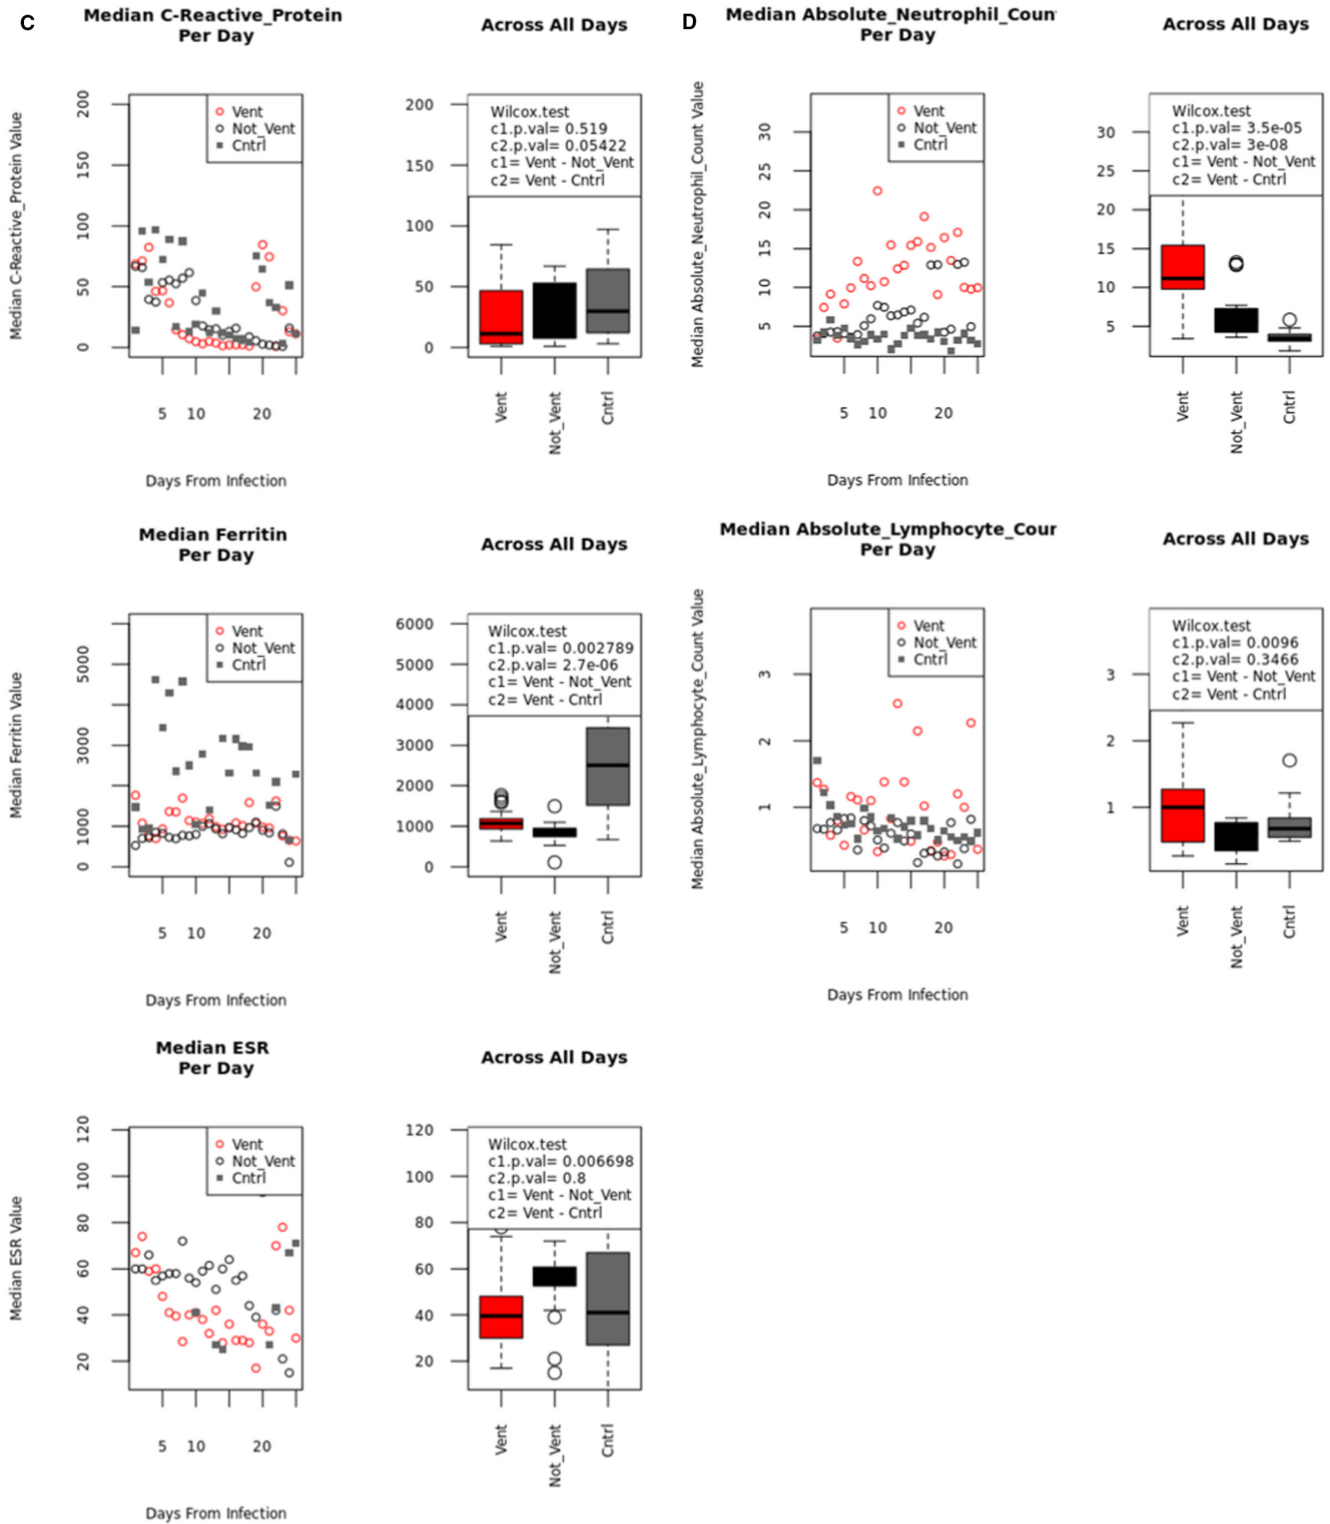 C
Median C-Reactive_Protein
Per Day
Median C-Reactive_Protein Value
200
150
100
50
0
Vent
Not_Vent
Cntrl
5 10 20
Days From Infection
Across All Days
200
150
100
50
0
Wilcox.test
c1.p.val= 0.519
c2.p.val= 0.05422
c1= Vent - Not_Vent
c2= Vent - Cntrl
Vent
Not_Vent
Cntrl
D
Median Absolute_Neutrophil_Coun
Per Day
Median Absolute_Neutrophil_Count Value
30
25
20
15
10
5
Vent
Not_Vent
Cntrl
5 10 20
Days From Infection
Across All Days
30
25
20
15
10
5
Wilcox.test
c1.p.val= 3.5e-05
c2.p.val= 3e-08
c1= Vent - Not_Vent
c2= Vent - Cntrl
Vent
Not_Vent
Cntrl
Median Ferritin
Per Day
Median Ferritin Value
5000
3000
1000
0
Vent
Not_Vent
Cntrl
5 10 20
Days From Infection
Across All Days
6000
5000
4000
3000
2000
1000
0
Wilcox.test
c1.p.val= 0.002789
c2.p.val= 2.7e-06
c1= Vent - Not_Vent
c2= Vent - Cntrl
Vent
Not_Vent
Cntrl
Median Absolute_Lymphocyte_Cour
Per Day
Median Absolute_Lymphocyte_Count Value
3
2
1
Vent
Not_Vent
Cntrl
5 10 20
Days From Infection
Across All Days
3
2
1
Wilcox.test
c1.p.val= 0.0096
c2.p.val= 0.3466
c1= Vent - Not_Vent
c2= Vent - Cntrl
Vent
Not_Vent
Cntrl
Median ESR
Per Day
Median ESR Value
120
100
80
60
40
20
Vent
Not_Vent
Cntrl
5 10 20
Days From Infection
Across All Days
120
100
80
60
40
20
Wilcox.test
c1.p.val= 0.006698
c2.p.val= 0.8
c1= Vent - Not_Vent
c2= Vent - Cntrl
Vent
Not_Vent
Cntrl